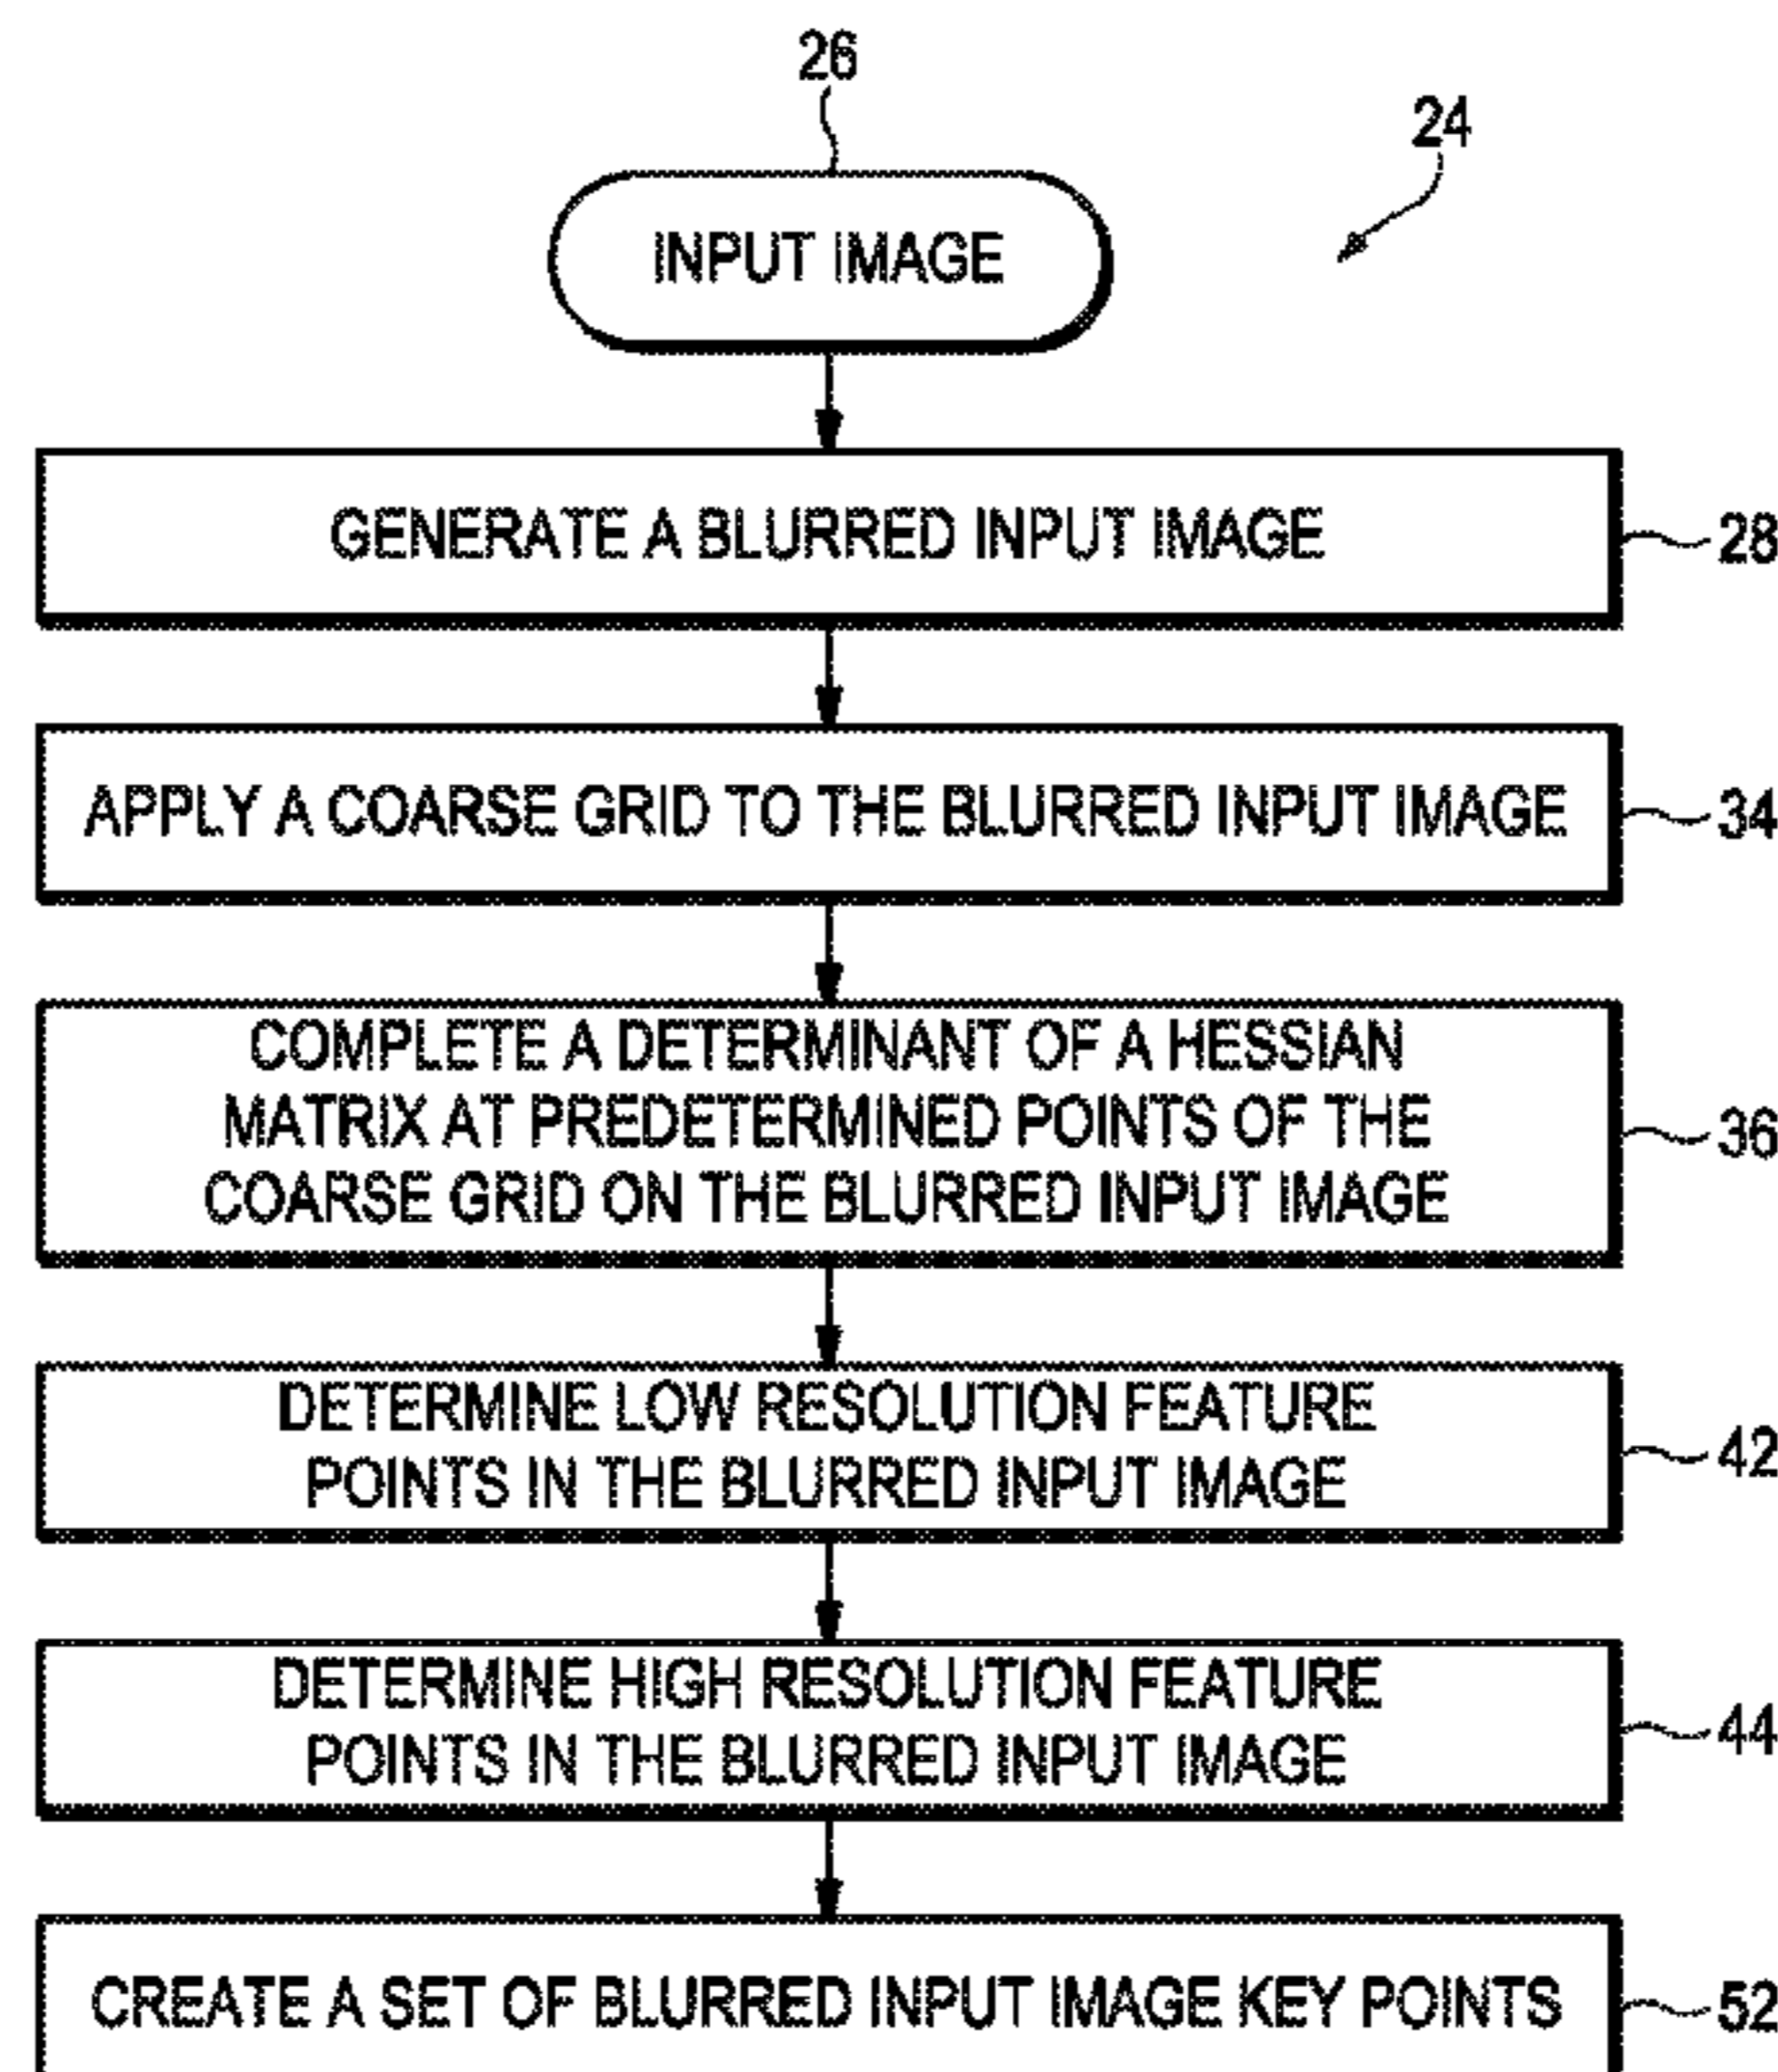 26
24
INPUT IMAGE
GENERATE A BLURRED INPUT IMAGE
28
APPLY A COARSE GRID TO THE BLURRED INPUT IMAGE
34
COMPLETE A DETERMINANT OF A HESSIAN
MATRIX AT PREDETERMINED POINTS OF THE
COARSE GRID ON THE BLURRED INPUT IMAGE
36
DETERMINE LOW RESOLUTION FEATURE
POINTS IN THE BLURRED INPUT IMAGE
42
DETERMINE HIGH RESOLUTION FEATURE
POINTS IN THE BLURRED INPUT IMAGE
44
CREATE A SET OF BLURRED INPUT IMAGE KEY POINTS
52